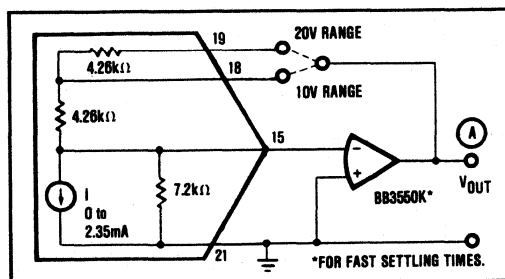 19
20V RANGE
4.26kΩ
18
10V RANGE
4.26kΩ
15
A
−
+
I
0 to
2.35mA
7.2kΩ
BB3550K*
VOUT
21
*FOR FAST SETTLING TIMES.